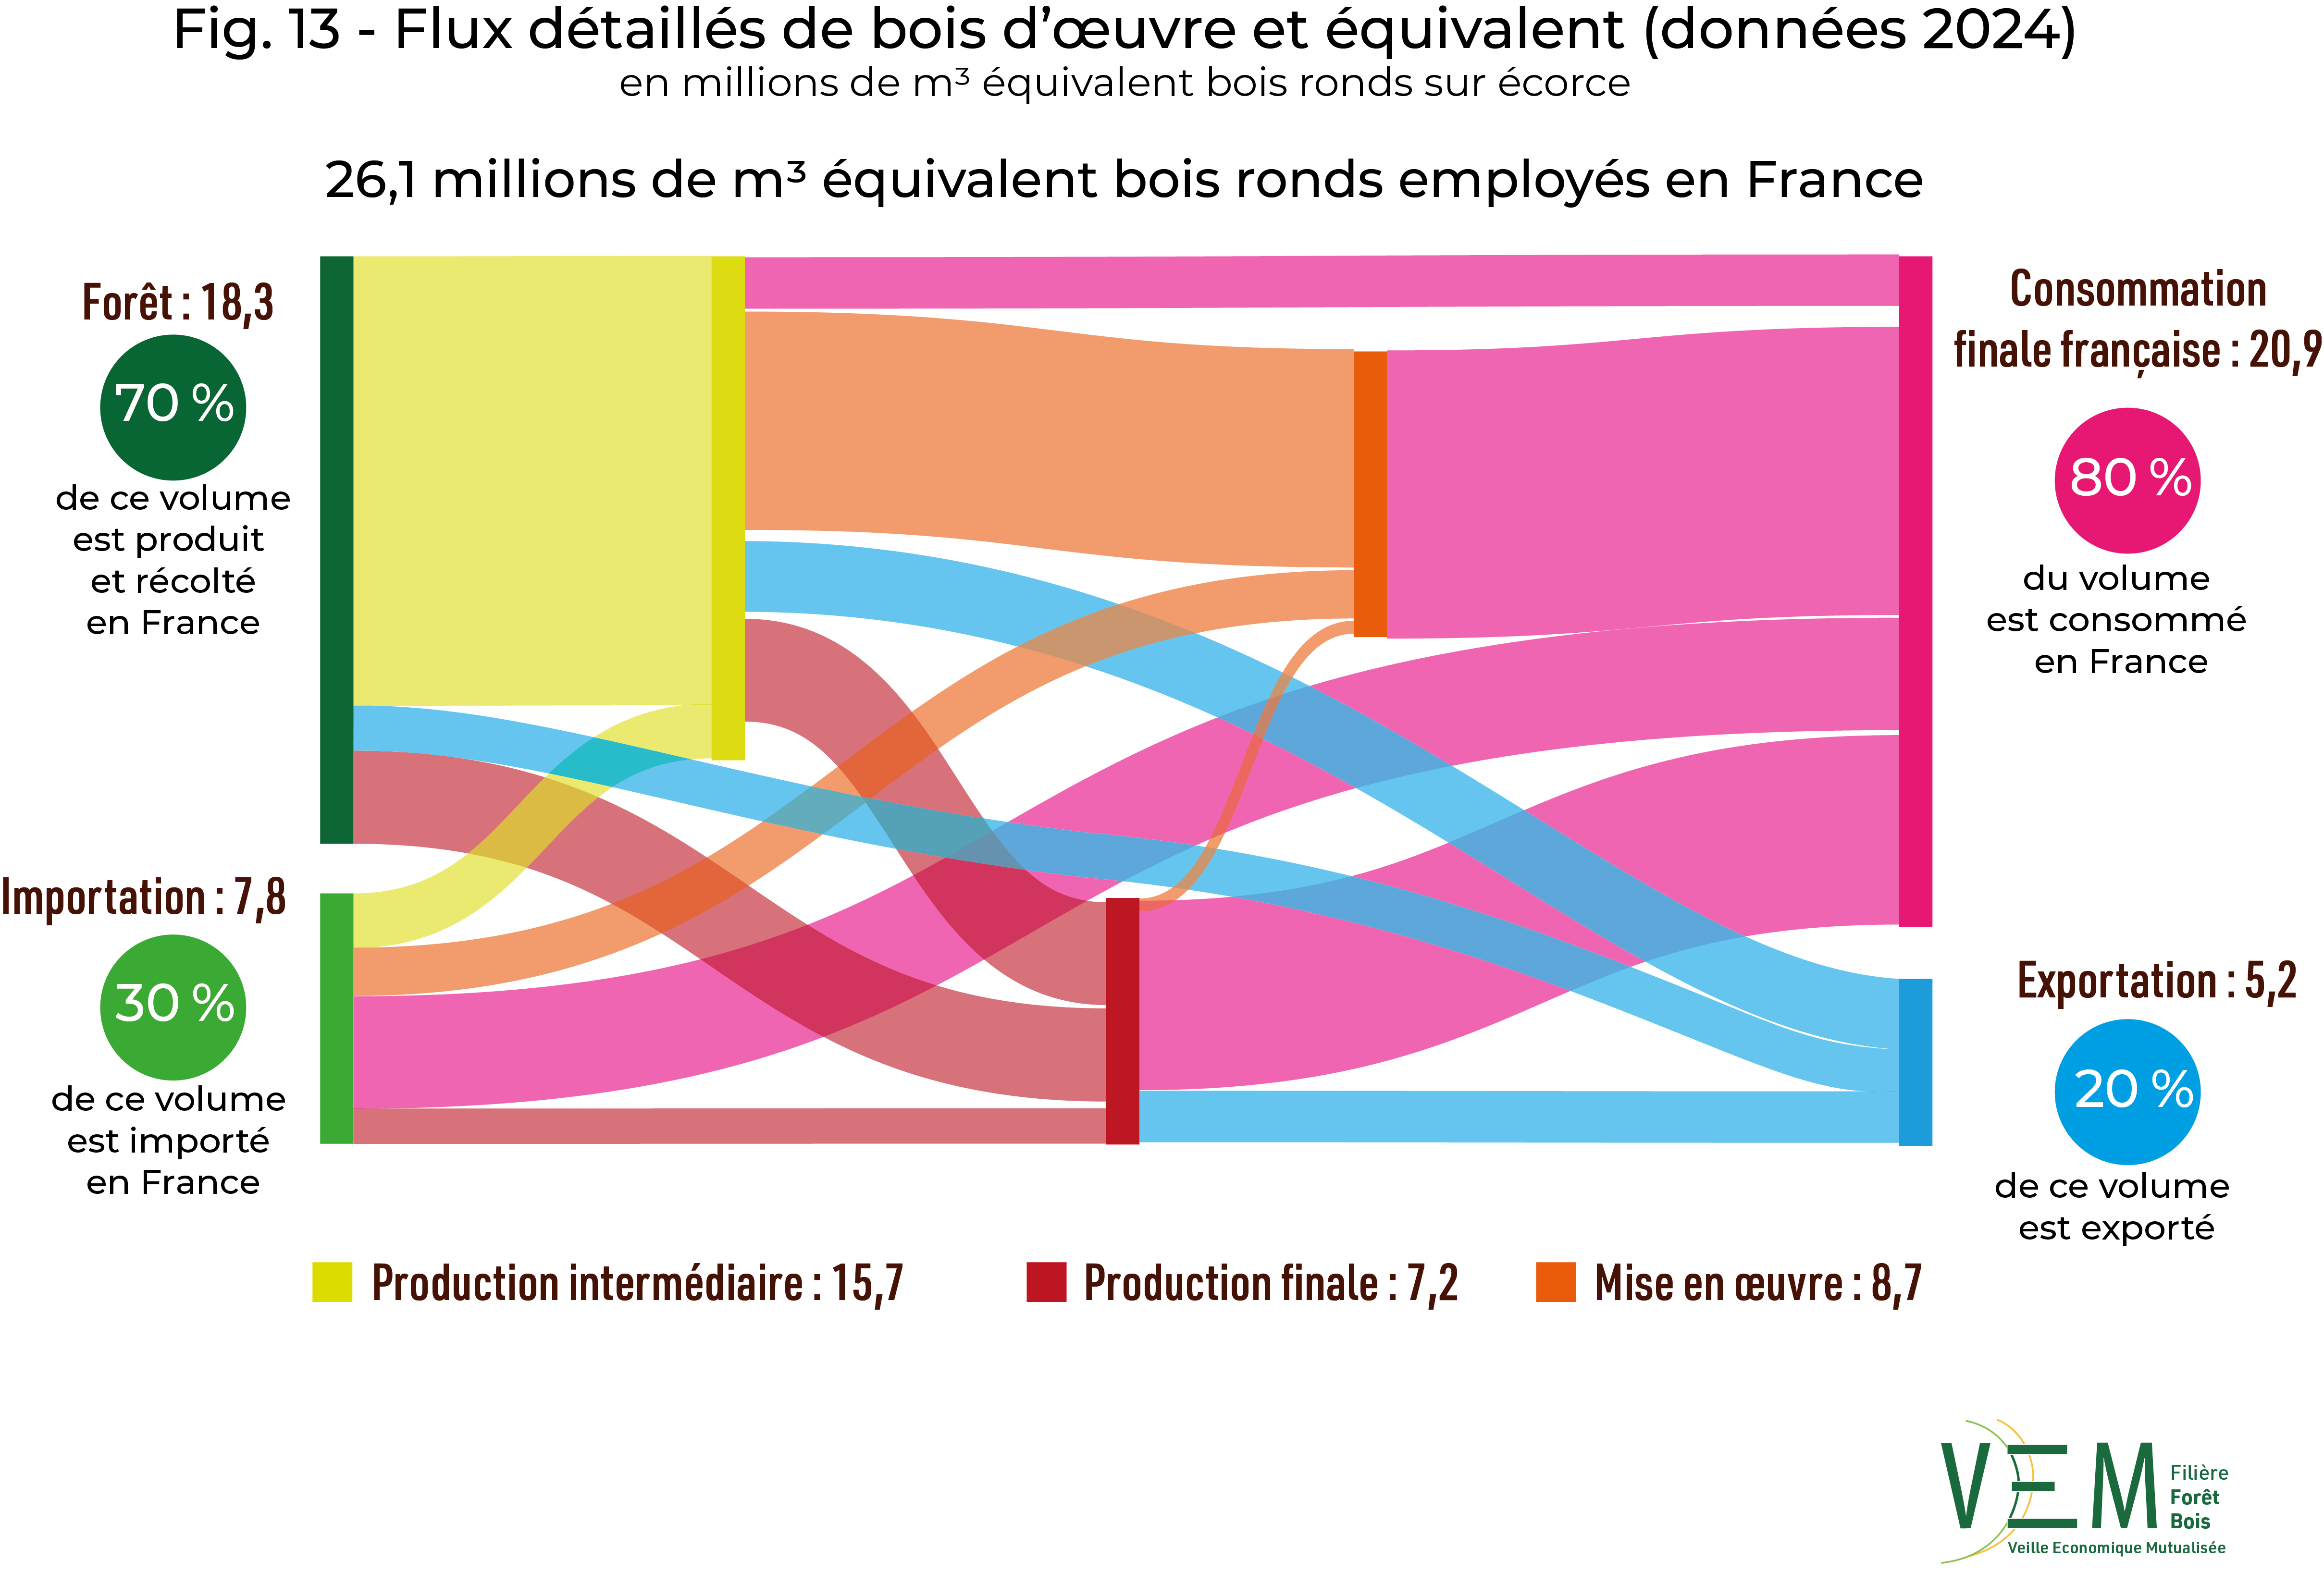 Fig. 13 - Flux détaillés de bois d’œuvre et équivalent (données 2024)
en millions de m³ équivalent bois ronds sur écorce
26,1 millions de m³ équivalent bois ronds employés en France
Forêt : 18,3
70 %
de ce volume
est produit
et récolté
en France
Importation : 7,8
30 %
de ce volume
est importé
en France
Consommation
finale française : 20,9
80 %
du volume
est consommé
en France
Exportation : 5,2
20 %
de ce volume
est exporté
Production intermédiaire : 15,7
Production finale : 7,2
Mise en œuvre : 8,7
VEM
Filière
Forêt
Bois
Veille Economique Mutualisée